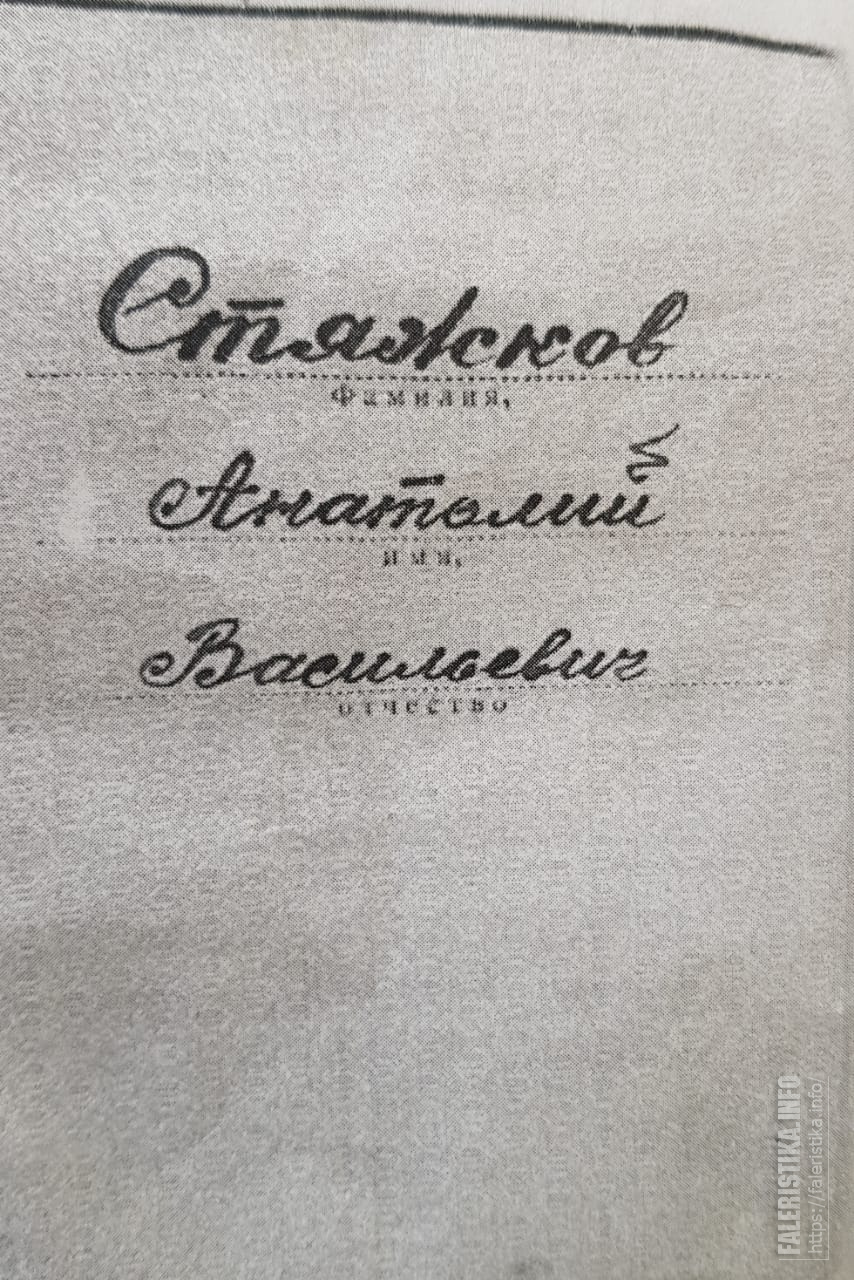 Стяжков
Фамилия,
Анатолий
имя,
Васильевич
отчество
FALERISTIKA.INFO
https://faleristika.info/